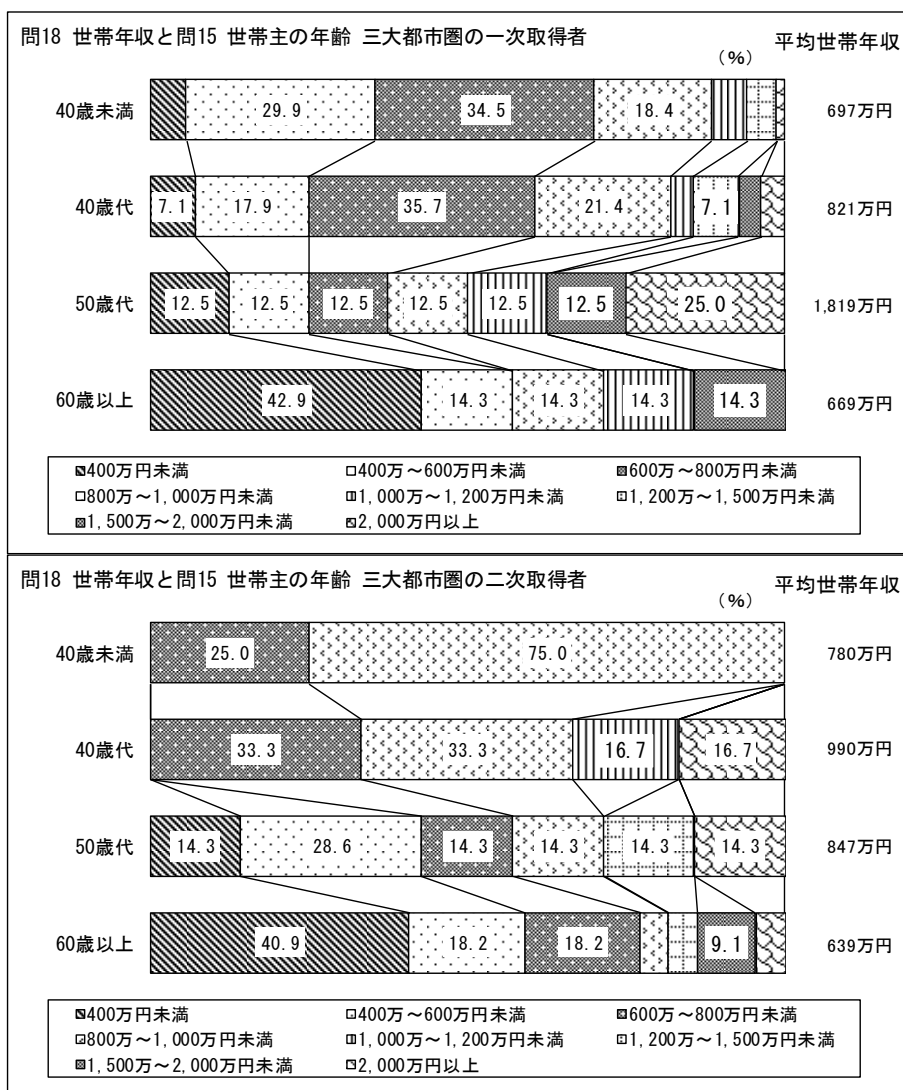 問18 世帯年収と問15 世帯主の年齢 三大都市圏の一次取得者
平均世帯年収
(%)
40歳未満 29.9 34.5 18.4 697万円
40歳代 7.1 17.9 35.7 21.4 7.1 821万円
50歳代 12.5 12.5 12.5 12.5 12.5 12.5 25.0 1,819万円
60歳以上 42.9 14.3 14.3 14.3 14.3 669万円
400万円未満 400万~600万円未満 600万~800万円未満
800万~1,000万円未満 1,000万~1,200万円未満 1,200万~1,500万円未満
1,500万~2,000万円未満 2,000万円以上
問18 世帯年収と問15 世帯主の年齢 三大都市圏の二次取得者
平均世帯年収
(%)
40歳未満 25.0 75.0 780万円
40歳代 33.3 33.3 16.7 16.7 990万円
50歳代 14.3 28.6 14.3 14.3 14.3 14.3 847万円
60歳以上 40.9 18.2 18.2 9.1 639万円
400万円未満 400万~600万円未満 600万~800万円未満
800万~1,000万円未満 1,000万~1,200万円未満 1,200万~1,500万円未満
1,500万~2,000万円未満 2,000万円以上